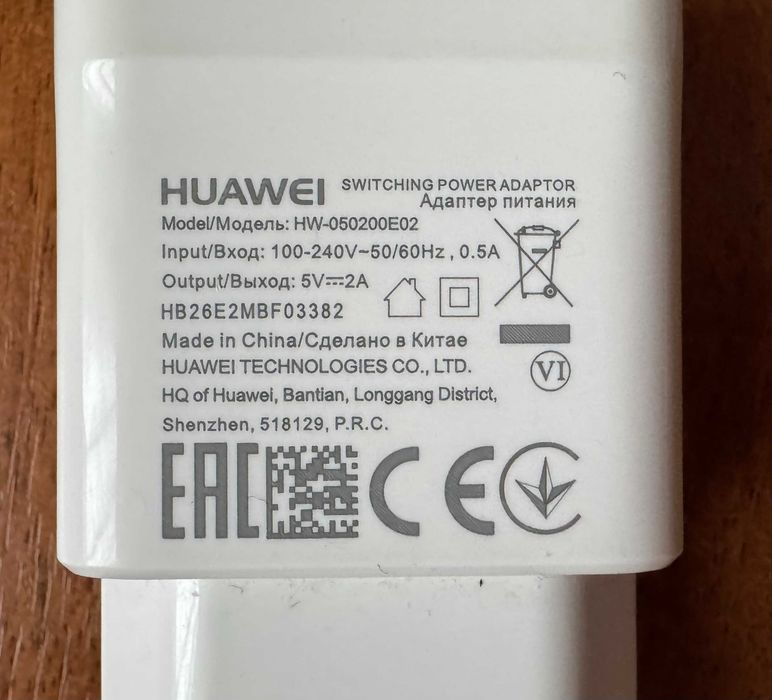 HUAWEI SWITCHING POWER ADAPTOR
Адаптер питания
Model/Модель: HW-050200E02
Input/Вход: 100-240V~50/60Hz , 0.5A
Output/Выход: 5V⎓2A
HB26E2MBF03382
Made in China/Сделано в Китае
HUAWEI TECHNOLOGIES CO., LTD.
VI
HQ of Huawei, Bantian, Longgang District,
Shenzhen, 518129, P.R.C.
EAC CE